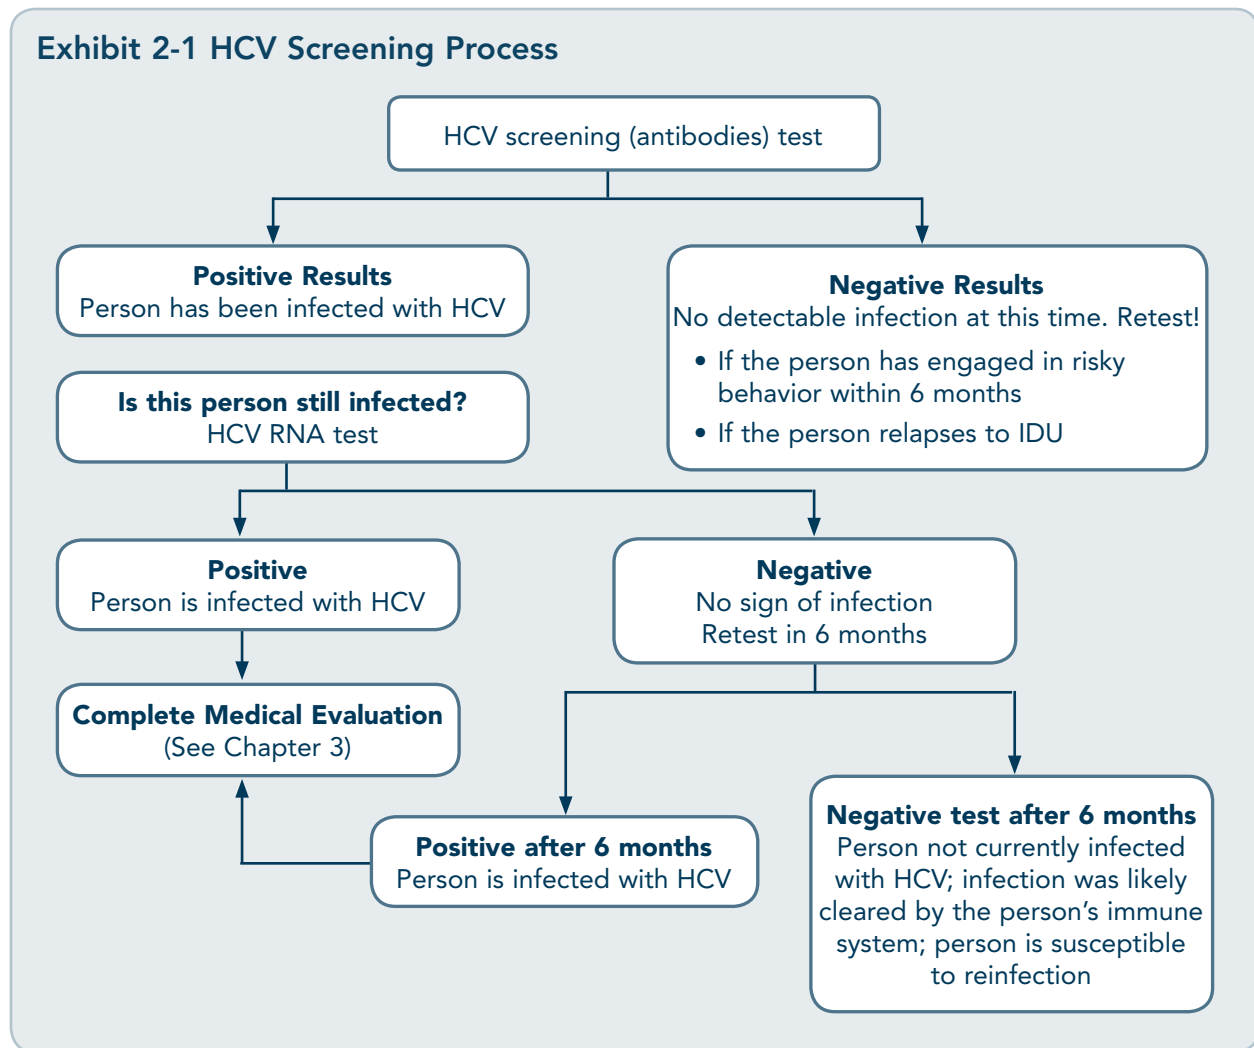 Exhibit 2-1 HCV Screening Process
HCV screening (antibodies) test
Positive Results
Person has been infected with HCV
Negative Results
No detectable infection at this time. Retest!
• If the person has engaged in risky
behavior within 6 months
• If the person relapses to IDU
Is this person still infected?
HCV RNA test
Positive
Person is infected with HCV
Negative
No sign of infection
Retest in 6 months
Complete Medical Evaluation
(See Chapter 3)
Positive after 6 months
Person is infected with HCV
Negative test after 6 months
Person not currently infected
with HCV; infection was likely
cleared by the person’s immune
system; person is susceptible
to reinfection